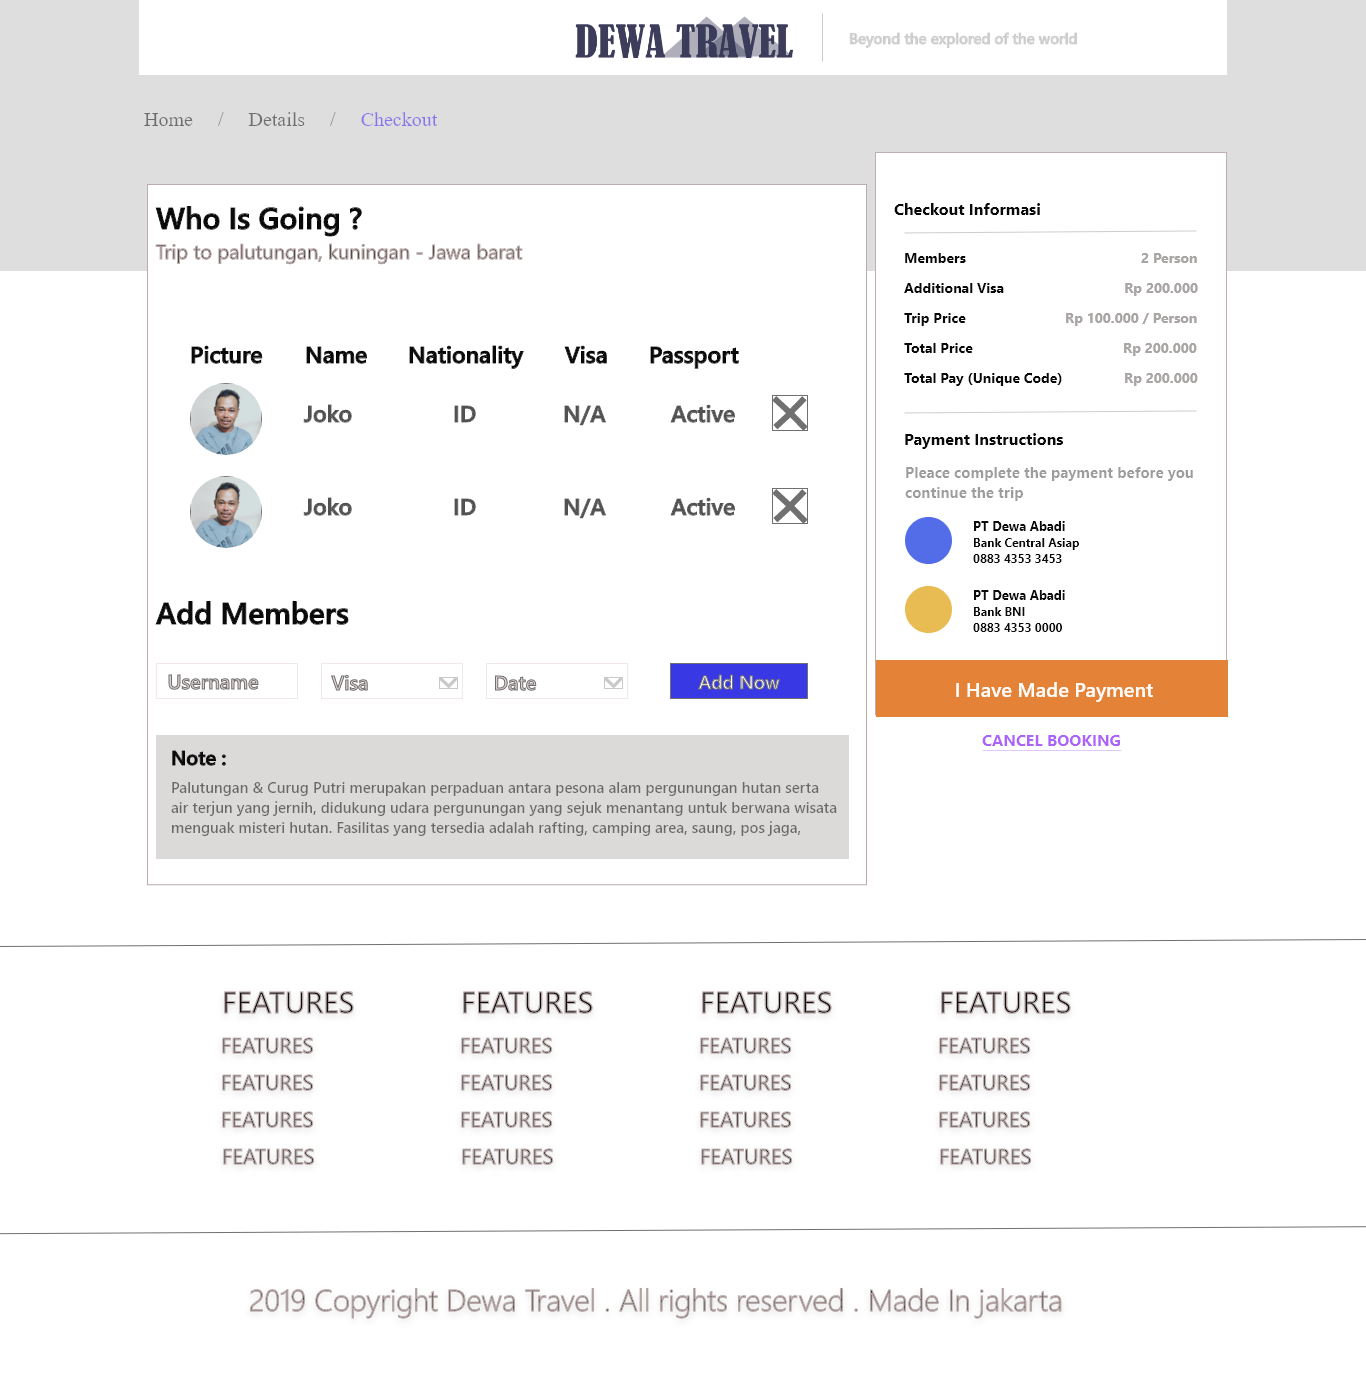 DEWA TRAVEL
Beyond the explored of the world
Home / Details / Checkout
Who Is Going ?
Trip to palutungan, kuningan - Jawa barat
Picture Name Nationality Visa Passport
Joko ID N/A Active
Joko ID N/A Active
Add Members
Username Visa Date Add Now
Note :
Palutungan & Curug Putri merupakan perpaduan antara pesona alam pergunungan hutan serta
air terjun yang jernih, didukung udara pergunungan yang sejuk menantang untuk berwana wisata
menguak misteri hutan. Fasilitas yang tersedia adalah rafting, camping area, saung, pos jaga,
Checkout Informasi
Members 2 Person
Additional Visa Rp 200.000
Trip Price Rp 100.000 / Person
Total Price Rp 200.000
Total Pay (Unique Code) Rp 200.000
Payment Instructions
Pleace complete the payment before you
continue the trip
PT Dewa Abadi
Bank Central Asiap
0883 4353 3453
PT Dewa Abadi
Bank BNI
0883 4353 0000
I Have Made Payment
CANCEL BOOKING
FEATURES FEATURES FEATURES FEATURES
FEATURES FEATURES FEATURES FEATURES
FEATURES FEATURES FEATURES FEATURES
FEATURES FEATURES FEATURES FEATURES
FEATURES FEATURES FEATURES FEATURES
2019 Copyright Dewa Travel . All rights reserved . Made In jakarta